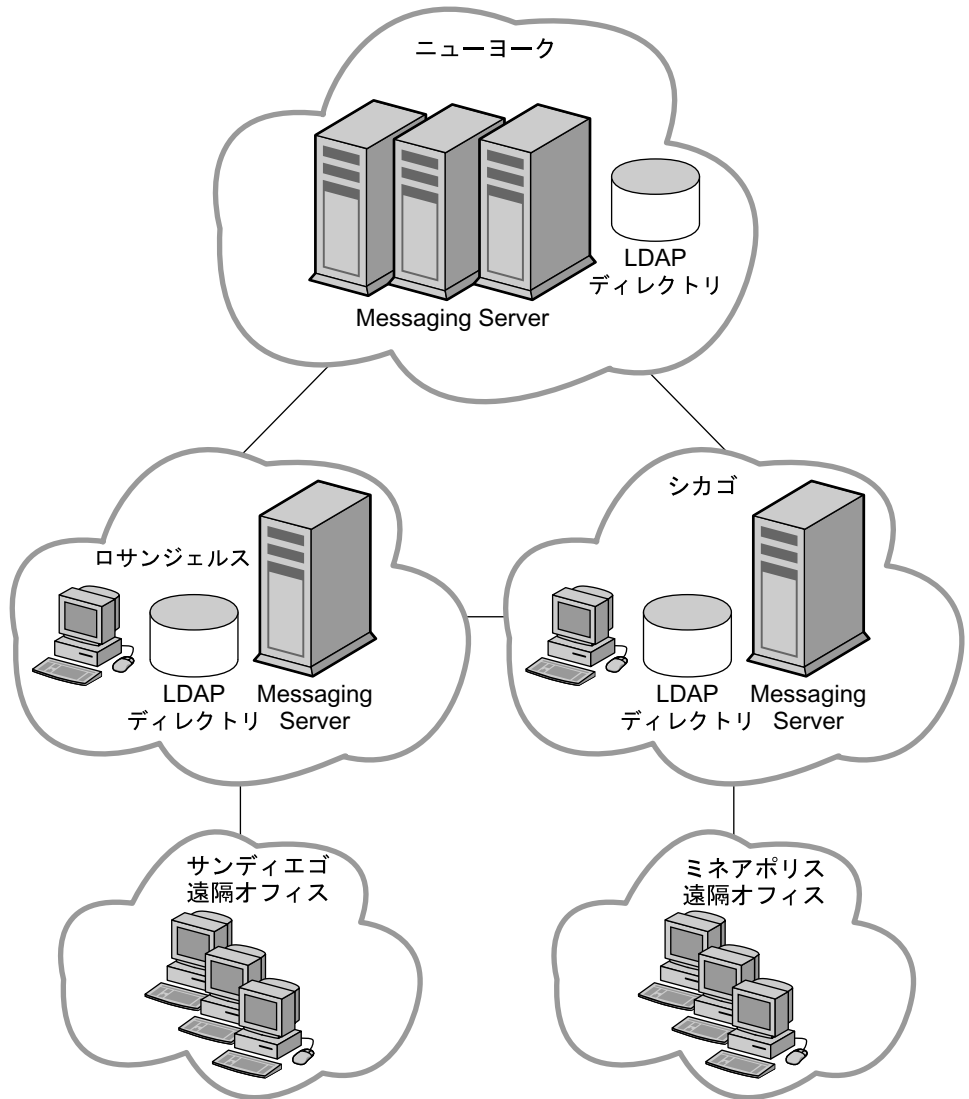 ニューヨーク
LDAP
ディレクトリ
Messaging Server
ロサンジェルス
LDAP
ディレクトリ
Messaging
Server
シカゴ
LDAP
ディレクトリ
Messaging
Server
サンディエゴ
遠隔オフィス
ミネアポリス
遠隔オフィス